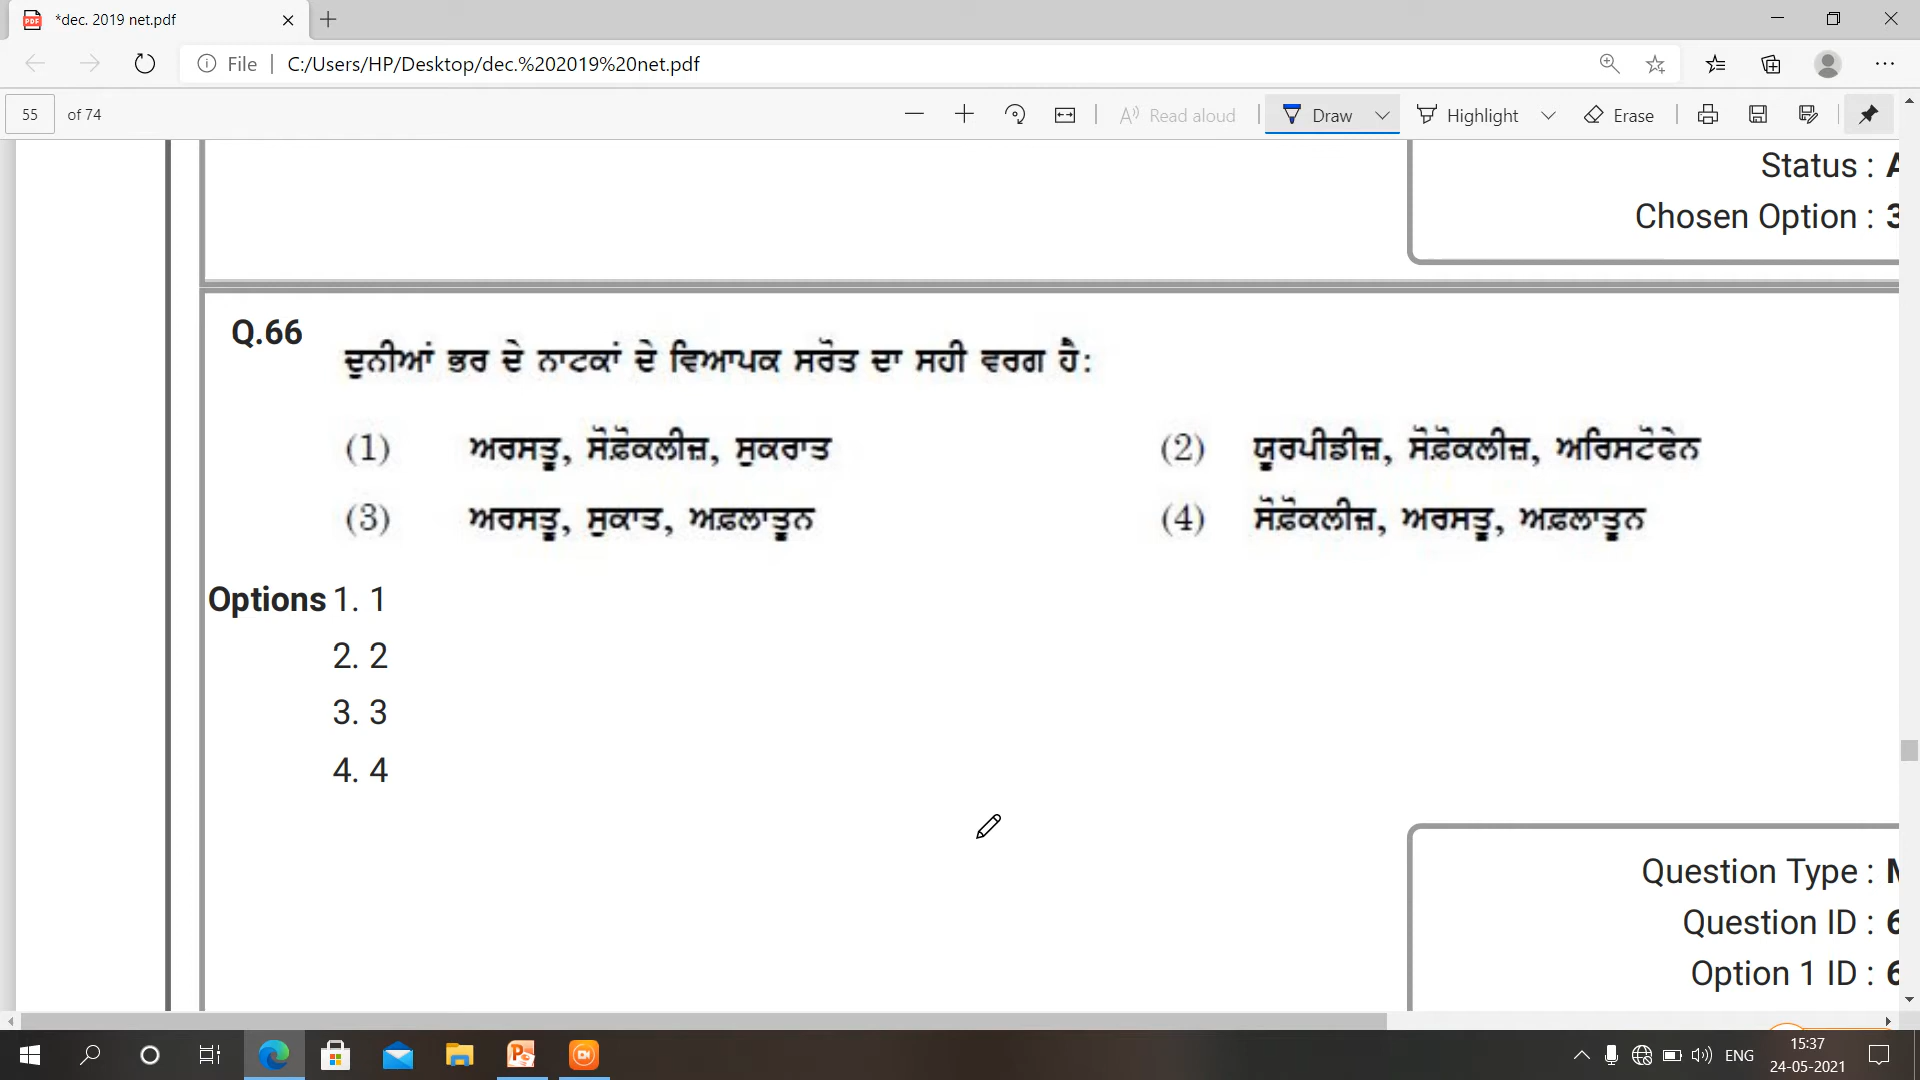 *dec. 2019 net.pdf
File
C:/Users/HP/Desktop/dec.%202019%20net.pdf
55 of 74
Read aloud
Draw
Highlight
Erase
Status : A
Chosen Option : 3
Q.66
ਦੁਨੀਆਂ ਭਰ ਦੇ ਨਾਟਕਾਂ ਦੇ ਵਿਆਪਕ ਸਰੋਤ ਦਾ ਸਹੀ ਵਰਗ ਹੈ:
(1) ਅਰਸਤੂ, ਸੋਫ਼ੋਕਲੀਜ਼, ਸੁਕਰਾਤ
(2) ਯੂਰਪੀਡੀਜ਼, ਸੋਫ਼ੋਕਲੀਜ਼, ਅਰਿਸਟੋਫੇਨ
(3) ਅਰਸਤੂ, ਸੁਕਾਤ, ਅਫ਼ਲਾਤੂਨ
(4) ਸੋਫ਼ੋਕਲੀਜ਼, ਅਰਸਤੂ, ਅਫ਼ਲਾਤੂਨ
Options 1. 1
2. 2
3. 3
4. 4
Question Type :
Question ID : 6
Option 1 ID : 6
ENG
15:37
24-05-2021